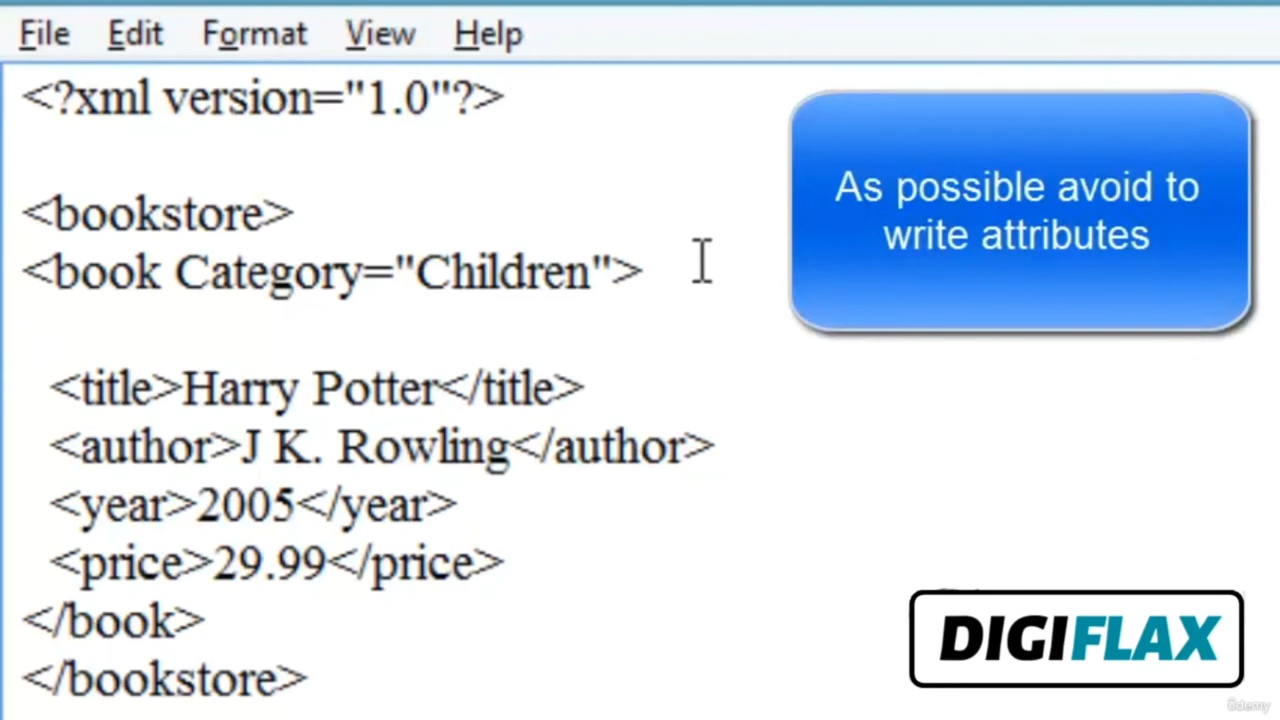 File Edit Format View Help
<?xml version="1.0"?>
<bookstore>
<book Category="Children">
<title>Harry Potter</title>
<author>J K. Rowling</author>
<year>2005</year>
<price>29.99</price>
</book>
</bookstore>
As possible avoid to
write attributes
DIGIFLAX
ûdemy